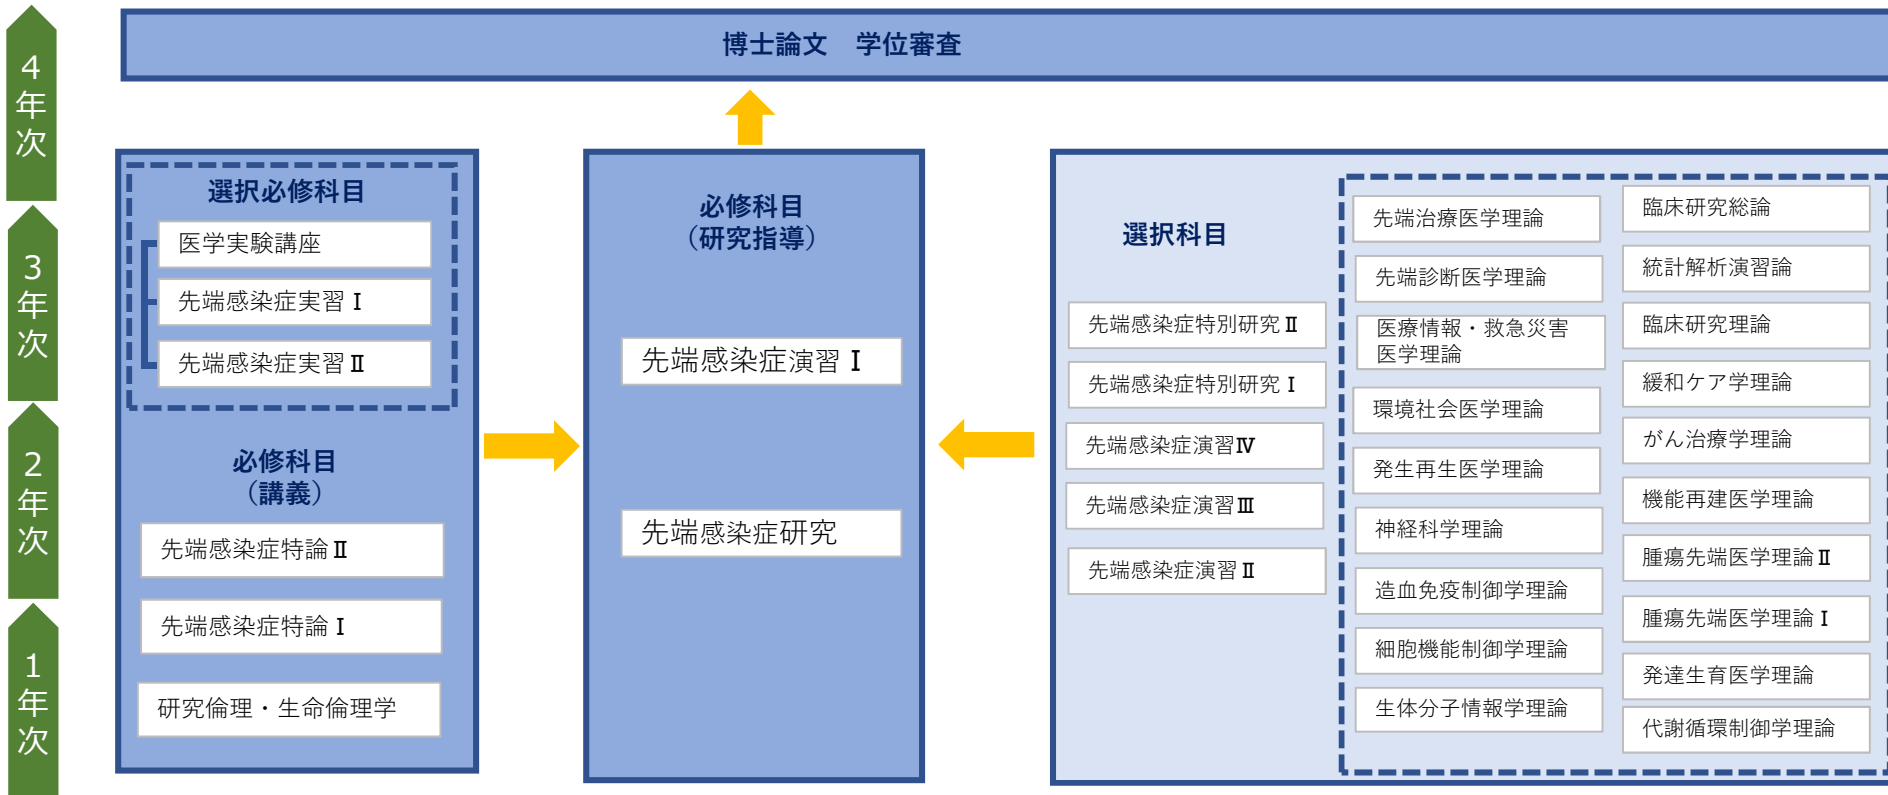 4
年
次
3
年
次
2
年
次
1
年
次
博士論文　学位審査
選択必修科目
医学実験講座
先端感染症実習Ⅰ
先端感染症実習Ⅱ
必修科目
（講義）
先端感染症特論Ⅱ
先端感染症特論Ⅰ
研究倫理・生命倫理学
必修科目
（研究指導）
先端感染症演習Ⅰ
先端感染症研究
選択科目
先端感染症特別研究Ⅱ
先端感染症特別研究Ⅰ
先端感染症演習Ⅳ
先端感染症演習Ⅲ
先端感染症演習Ⅱ
先端治療医学理論
先端診断医学理論
医療情報・救急災害
医学理論
環境社会医学理論
発生再生医学理論
神経科学理論
造血免疫制御学理論
細胞機能制御学理論
生体分子情報学理論
臨床研究総論
統計解析演習論
臨床研究理論
緩和ケア学理論
がん治療学理論
機能再建医学理論
腫瘍先端医学理論Ⅱ
腫瘍先端医学理論Ⅰ
発達生育医学理論
代謝循環制御学理論